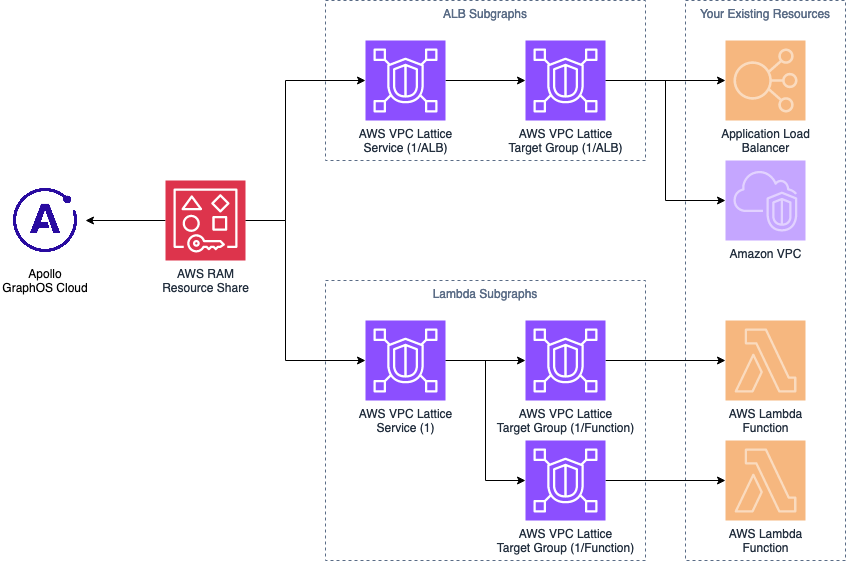 ALB Subgraphs
Your Existing Resources
AWS VPC Lattice
Service (1/ALB)
AWS VPC Lattice
Target Group (1/ALB)
Application Load
Balancer
Amazon VPC
A
Apollo
GraphOS Cloud
AWS RAM
Resource Share
Lambda Subgraphs
AWS VPC Lattice
Service (1)
AWS VPC Lattice
Target Group (1/Function)
AWS Lambda
Function
AWS VPC Lattice
Target Group (1/Function)
AWS Lambda
Function